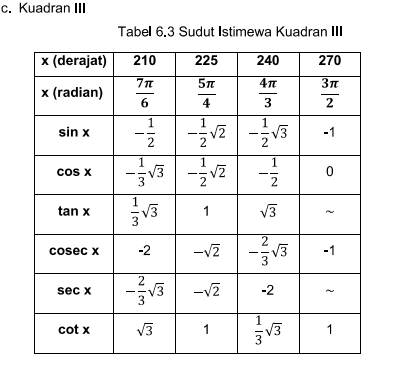 c. Kuadran III
Tabel 6.3 Sudut Istimewa Kuadran III
x (derajat) 210 225 240 270
x (radian) 7π/6 5π/4 4π/3 3π/2
sin x -1/2 -1/2√2 -1/2√3 -1
cos x -1/3√3 -1/2√2 -1/2 0
tan x 1/3√3 1 √3 ~
cosec x -2 -√2 -2/3√3 -1
sec x -2/3√3 -√2 -2 ~
cot x √3 1 1/3√3 1